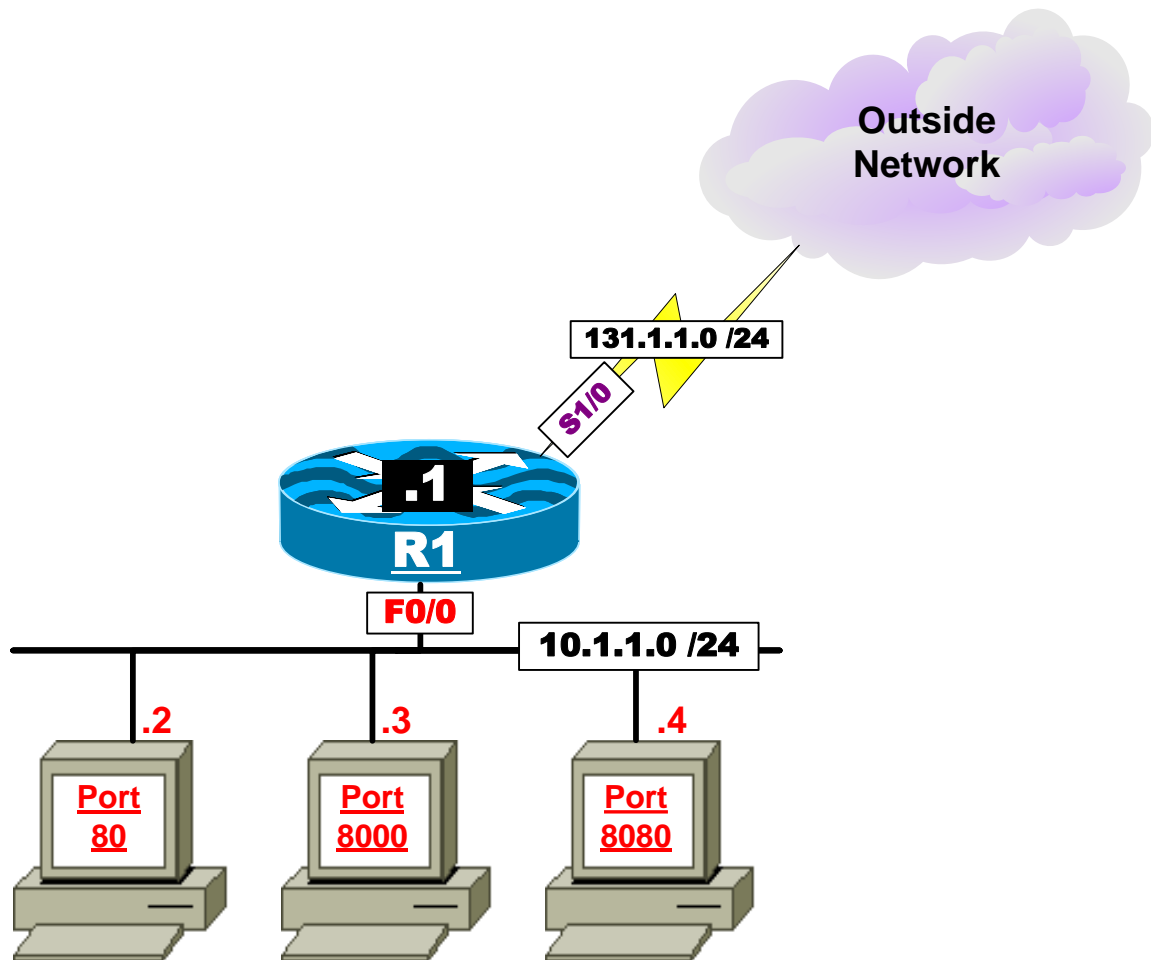 Outside
Network
131.1.1.0 /24
S1/0
.1
R1
F0/0
10.1.1.0 /24
.2
.3
.4
Port
80
Port
8000
Port
8080